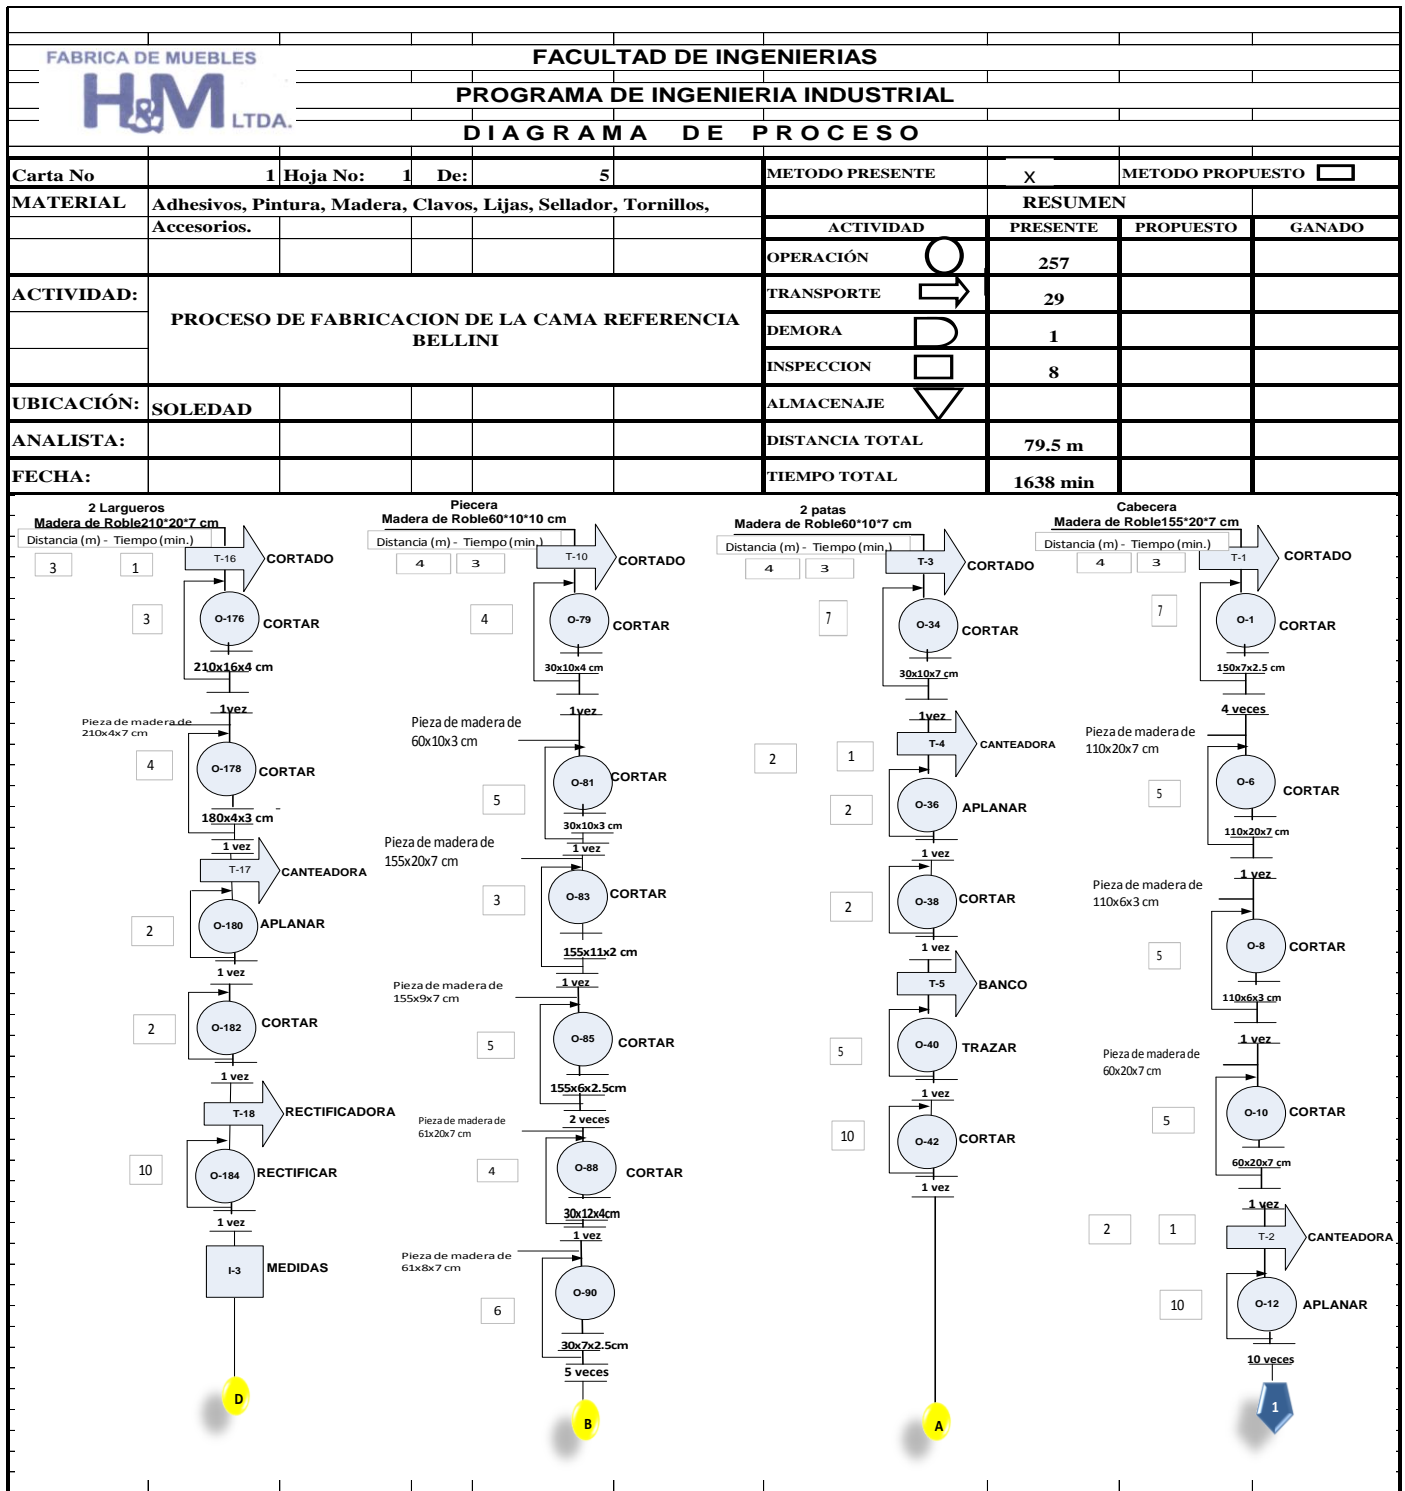 FABRICA DE MUEBLES
H&M LTDA.
FACULTAD DE INGENIERIAS
PROGRAMA DE INGENIERIA INDUSTRIAL
DIAGRAMA DE PROCESO
Carta No 1 Hoja No: 1 De: 5
METODO PRESENTE X METODO PROPUESTO
MATERIAL Adhesivos, Pintura, Madera, Clavos, Lijas, Sellador, Tornillos,
Accesorios.
RESUMEN
ACTIVIDAD PRESENTE PROPUESTO GANADO
OPERACIÓN 257
TRANSPORTE 29
DEMORA 1
INSPECCION 8
ALMACENAJE
DISTANCIA TOTAL 79.5 m
TIEMPO TOTAL 1638 min
ACTIVIDAD:
PROCESO DE FABRICACION DE LA CAMA REFERENCIA
BELLINI
UBICACIÓN: SOLEDAD
ANALISTA:
FECHA:
2 Largueros
Madera de Roble210*20*7 cm
Distancia (m) - Tiempo (min.)
3 1 T-16 CORTADO
3 O-176 CORTAR
210x16x4 cm
1vez
Pieza de madera de
210x4x7 cm
4 O-178 CORTAR
180x4x3 cm
1 vez
T-17 CANTEADORA
2 O-180 APLANAR
1 vez
2 O-182 CORTAR
1 vez
T-18 RECTIFICADORA
10 O-184 RECTIFICAR
1 vez
I-3 MEDIDAS
D
Piecera
Madera de Roble60*10*10 cm
Distancia (m) - Tiempo (min.)
4 3 T-10 CORTADO
4 O-79 CORTAR
30x10x4 cm
1vez
Pieza de madera de
60x10x3 cm
5 O-81 CORTAR
30x10x3 cm
1 vez
Pieza de madera de
155x20x7 cm
3 O-83 CORTAR
155x11x2 cm
1 vez
Pieza de madera de
155x9x7 cm
5 O-85 CORTAR
155x6x2.5cm
2 veces
Pieza de madera de
61x20x7 cm
4 O-88 CORTAR
30x12x4cm
1 vez
Pieza de madera de
61x8x7 cm
6 O-90
30x7x2.5cm
5 veces
B
2 patas
Madera de Roble60*10*7 cm
Distancia (m) - Tiempo (min.)
4 3 T-3 CORTADO
7 O-34 CORTAR
30x10x7 cm
1vez
2 1 T-4 CANTEADORA
2 O-36 APLANAR
1 vez
2 O-38 CORTAR
1 vez
T-5 BANCO
5 O-40 TRAZAR
1 vez
10 O-42 CORTAR
1 vez
A
Cabecera
Madera de Roble155*20*7 cm
Distancia (m) - Tiempo (min.)
4 3 T-1 CORTADO
7 O-1 CORTAR
150x7x2.5 cm
4 veces
Pieza de madera de
110x20x7 cm
5 O-6 CORTAR
110x20x7 cm
1 vez
Pieza de madera de
110x6x3 cm
5 O-8 CORTAR
110x6x3 cm
1 vez
Pieza de madera de
60x20x7 cm
5 O-10 CORTAR
60x20x7 cm
1 vez
2 1 T-2 CANTEADORA
10 O-12 APLANAR
10 veces
1